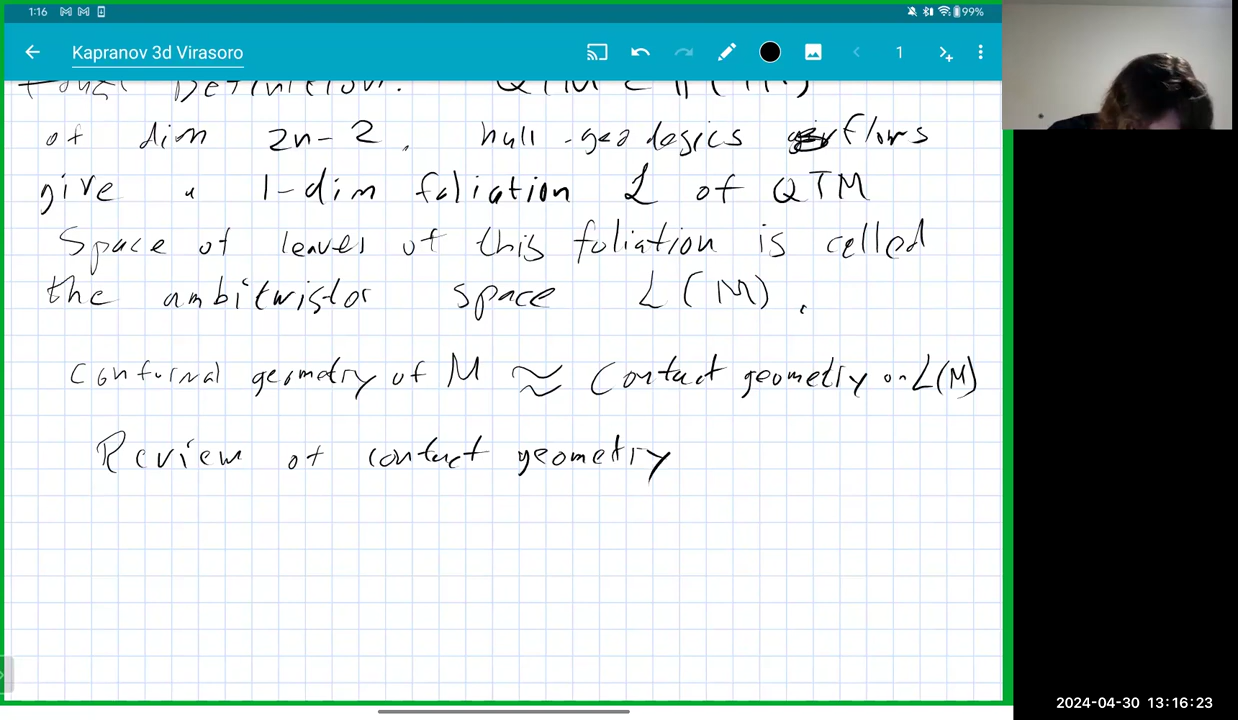 1:16
99%
Kapranov 3d Virasoro
1
of dim 2n-2. null-geodesics flows
give a 1-dim foliation L of QTM
Space of leaves of this foliation is called
the ambitwistor space L(M).
Conformal geometry of M ≈ Contact geometry on L(M)
Review of contact geometry
2024-04-30 13:16:23